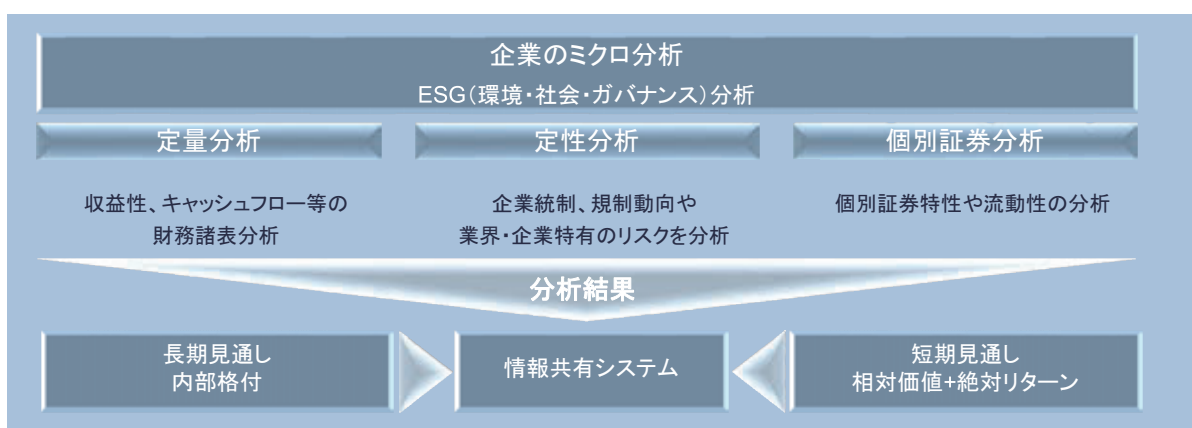 企業のミクロ分析
ESG(環境・社会・ガバナンス)分析
定量分析
定性分析
個別証券分析
収益性、キャッシュフロー等の
財務諸表分析
企業統制、規制動向や
業界・企業特有のリスクを分析
個別証券特性や流動性の分析
分析結果
長期見通し
内部格付
情報共有システム
短期見通し
相対価値+絶対リターン